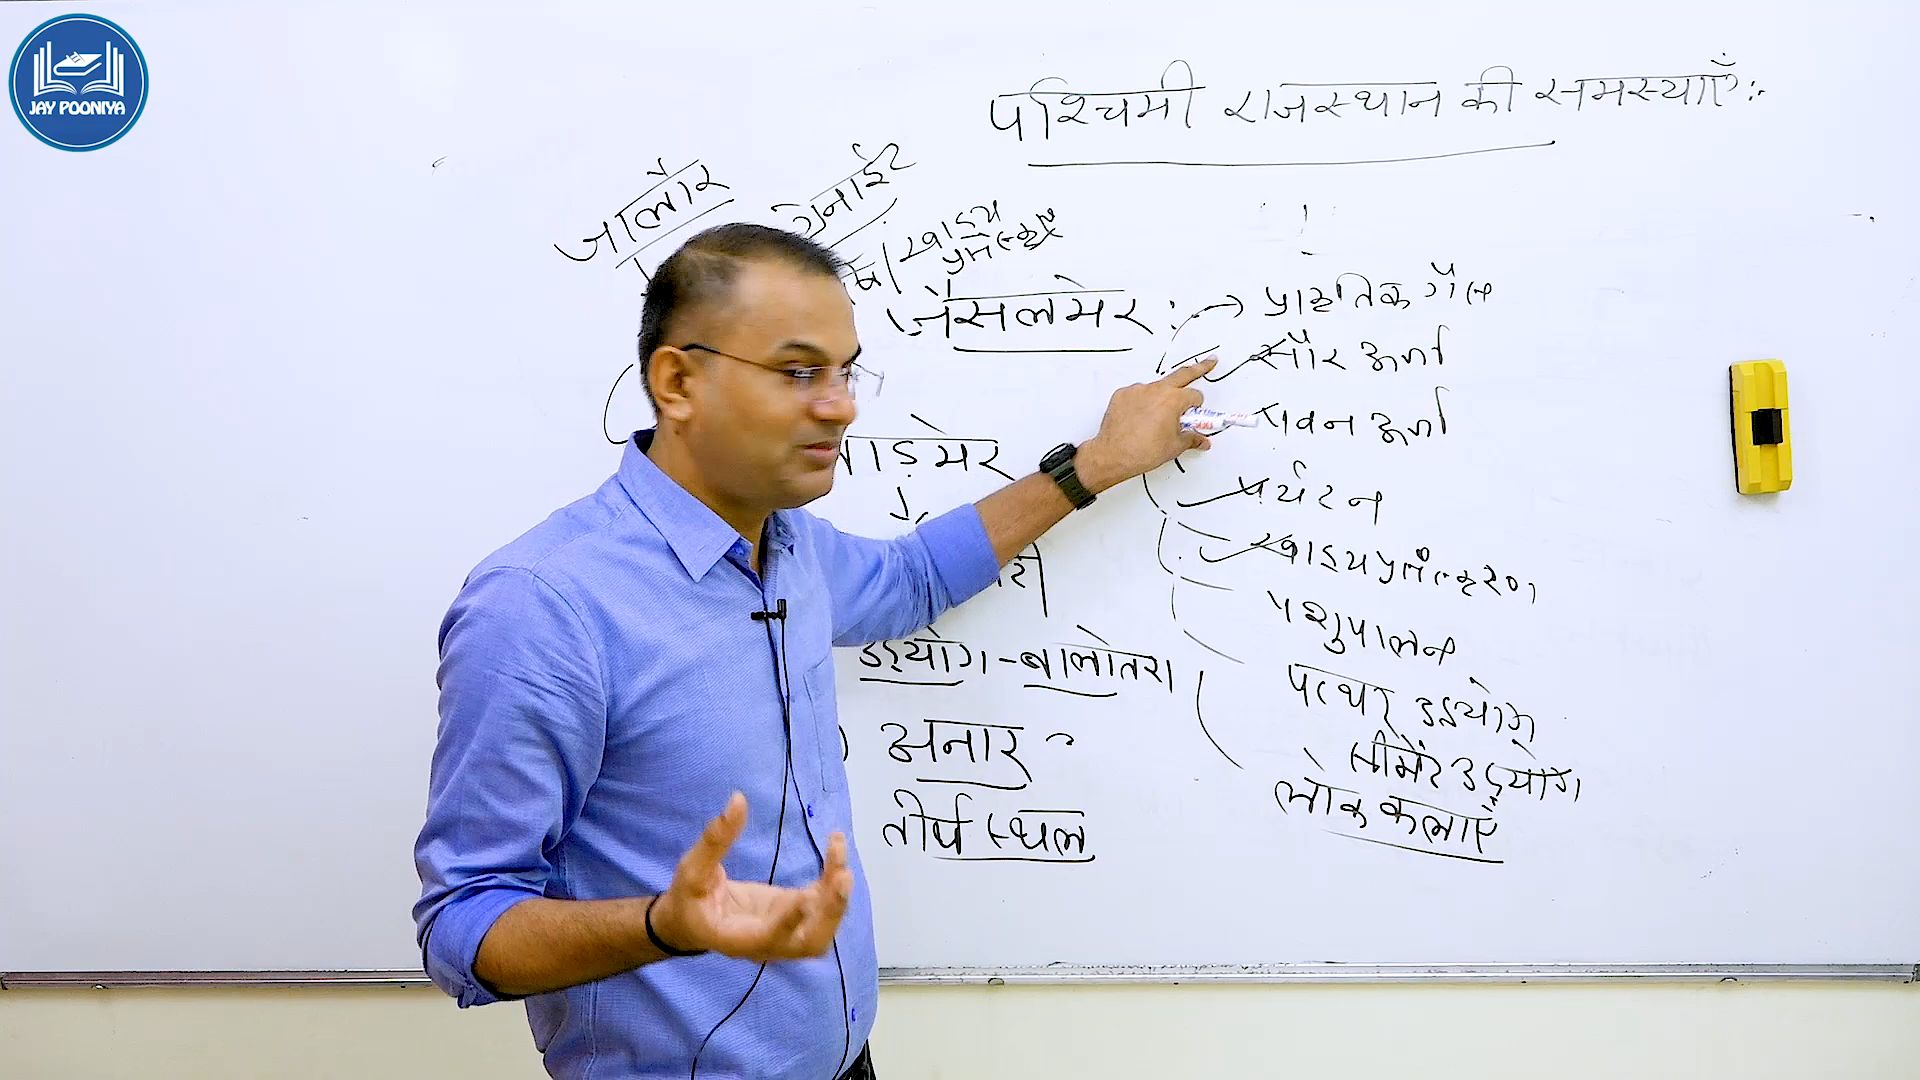 JAY POONIYA
पश्चिमी राजस्थान की समस्याएँ:-
जालौर
ग्रेनाईट
खाद्य
प्रसंस्करण
जैसलमेर :
प्राकृतिक गैस
सौर ऊर्जा
पवन ऊर्जा
पर्यटन
खाद्य प्रसंस्करण
पशुपालन
पत्थर उद्योग
सीमेंट उद्योग
लोक कलाएँ
बाड़मेर
उद्योग - बालोतरा
अनार
तीर्थ स्थल